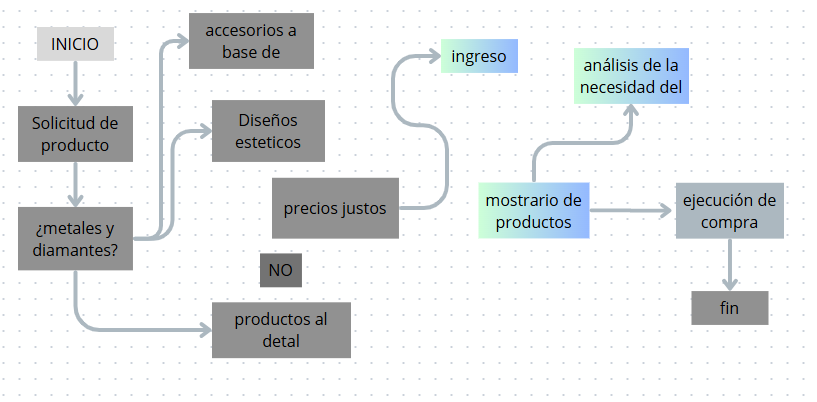 INICIO
Solicitud de
producto
¿metales y
diamantes?
accesorios a
base de
Diseños
esteticos
precios justos
NO
productos al
detal
ingreso
análisis de la
necesidad del
mostrario de
productos
ejecución de
compra
fin